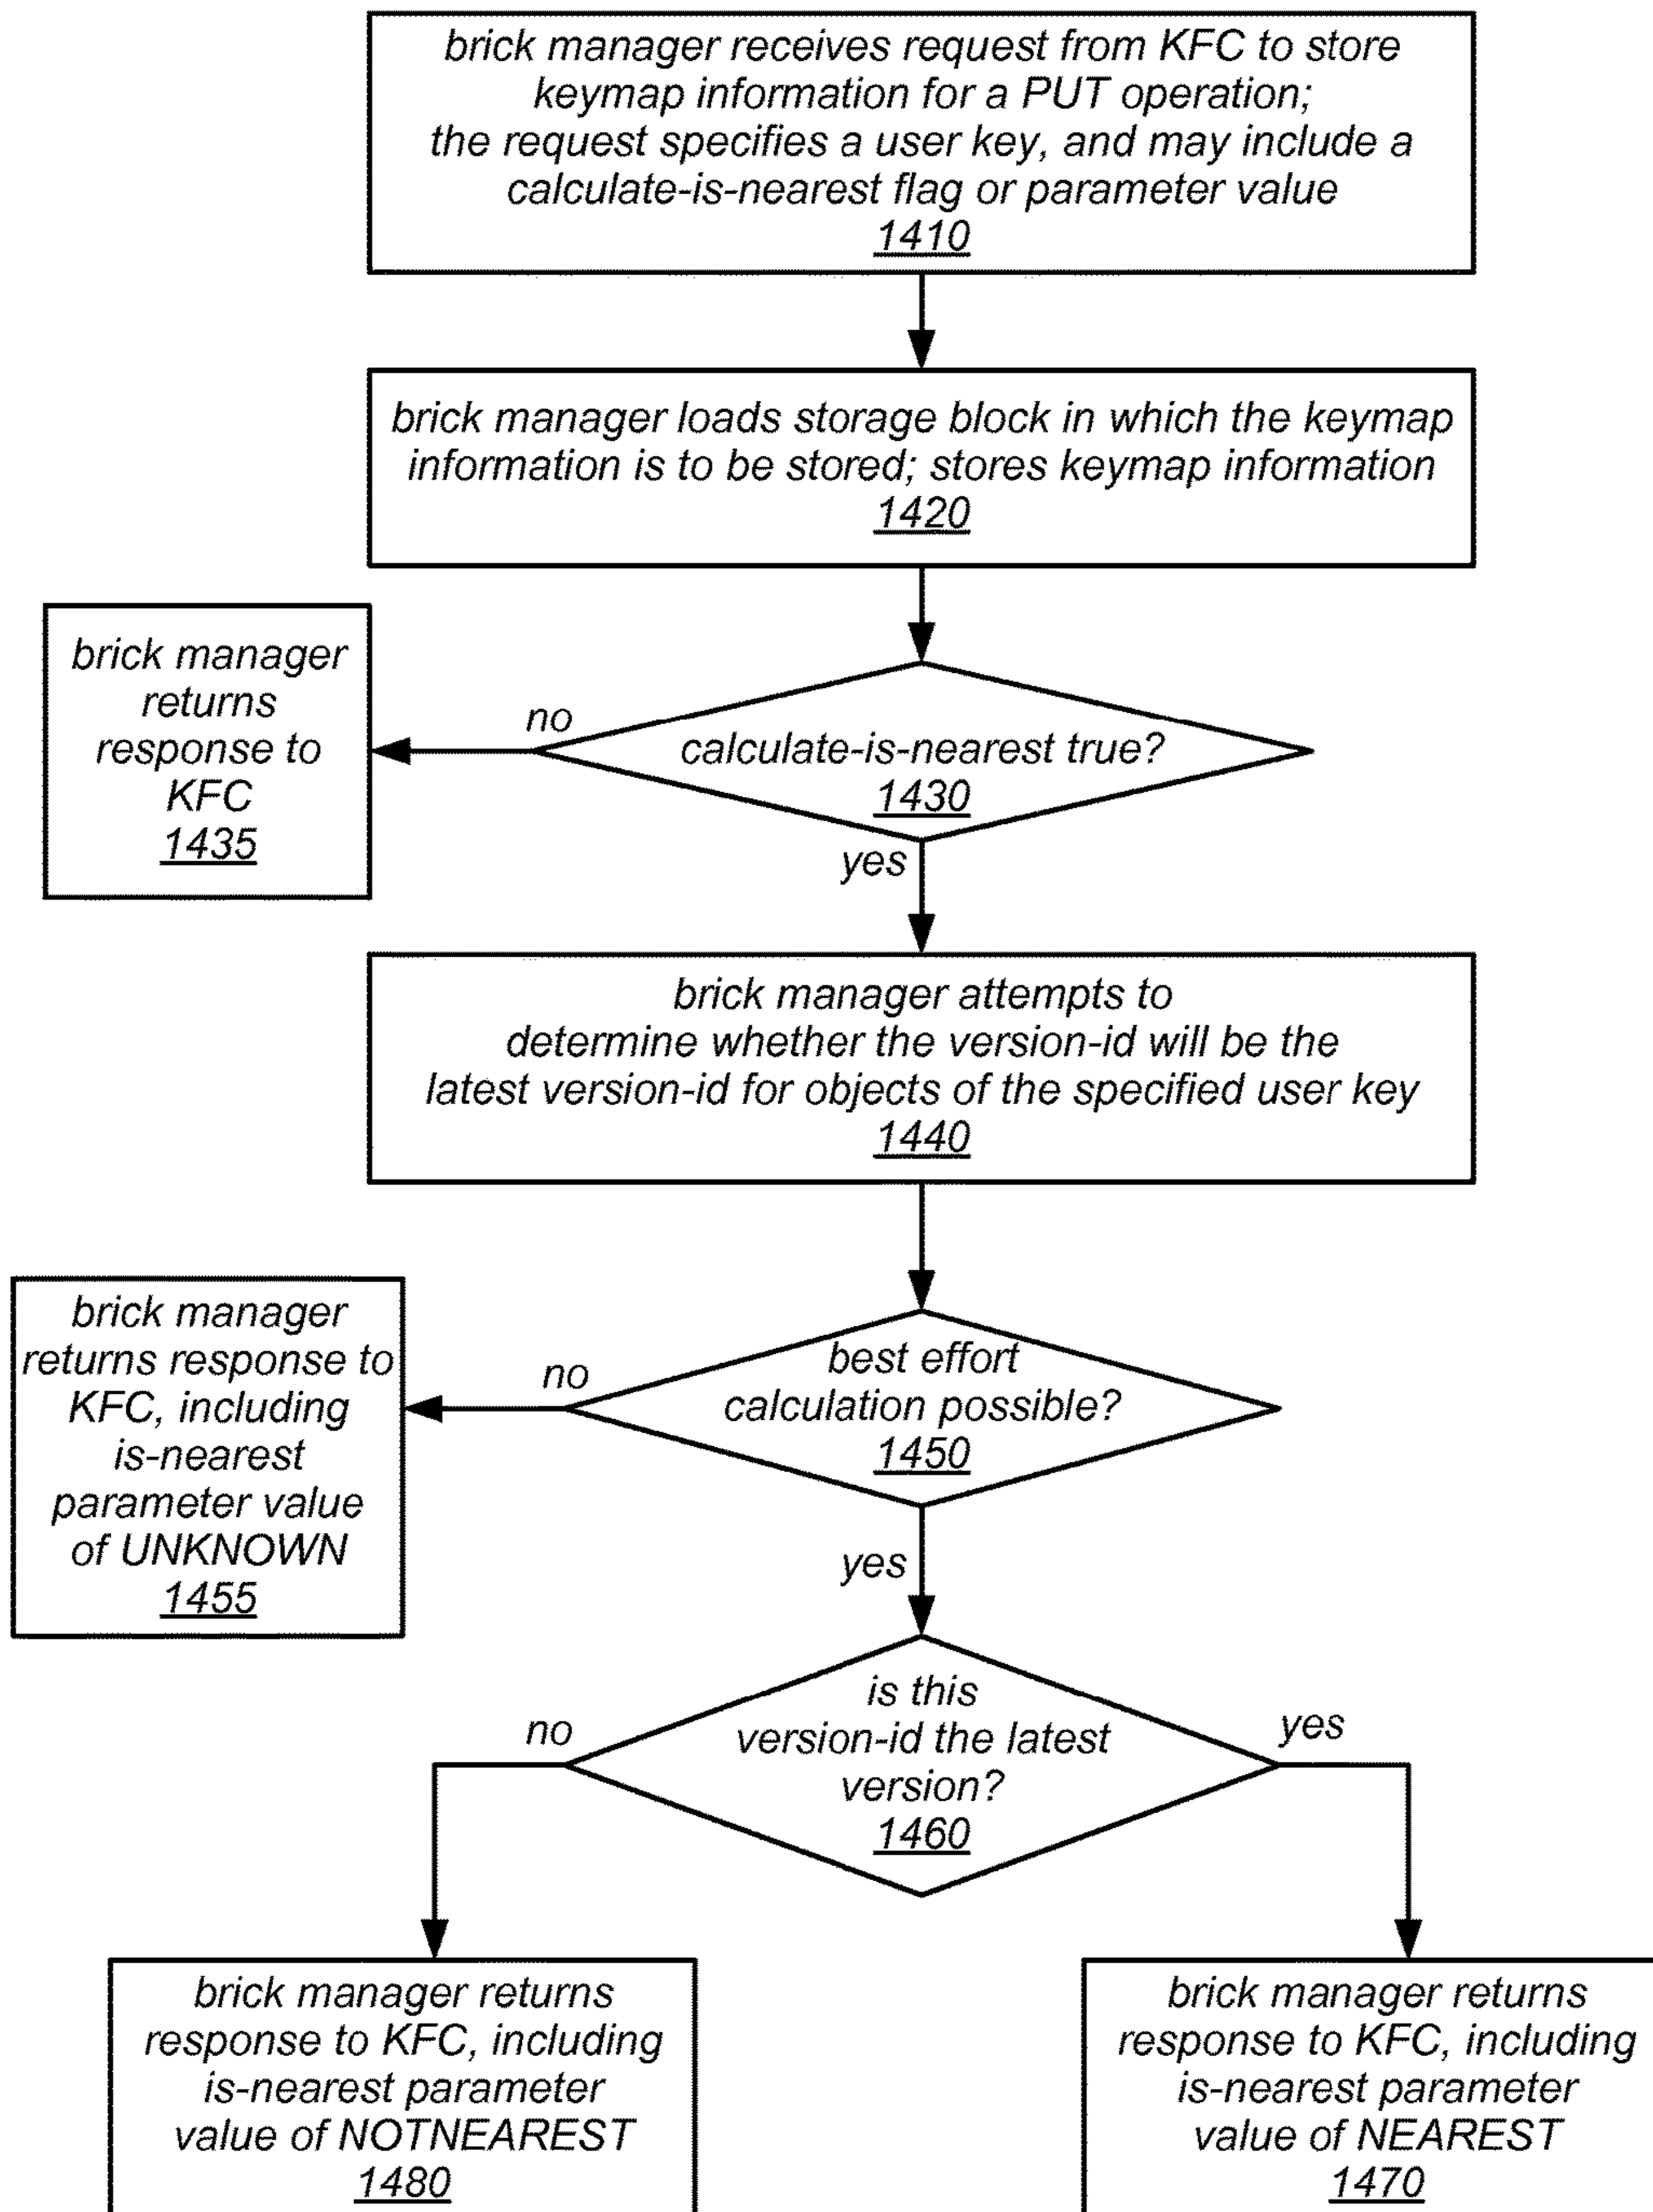 brick manager receives request from KFC to store
keymap information for a PUT operation;
the request specifies a user key, and may include a
calculate-is-nearest flag or parameter value
1410
brick manager loads storage block in which the keymap
information is to be stored; stores keymap information
1420
brick manager
returns
response to
KFC
1435
no
calculate-is-nearest true?
1430
yes
brick manager attempts to
determine whether the version-id will be the
latest version-id for objects of the specified user key
1440
brick manager
returns response to
KFC, including
is-nearest
parameter value
of UNKNOWN
1455
no
best effort
calculation possible?
1450
yes
no
is this
version-id the latest
version?
1460
yes
brick manager returns
response to KFC, including
is-nearest parameter
value of NOTNEAREST
1480
brick manager returns
response to KFC, including
is-nearest parameter
value of NEAREST
1470